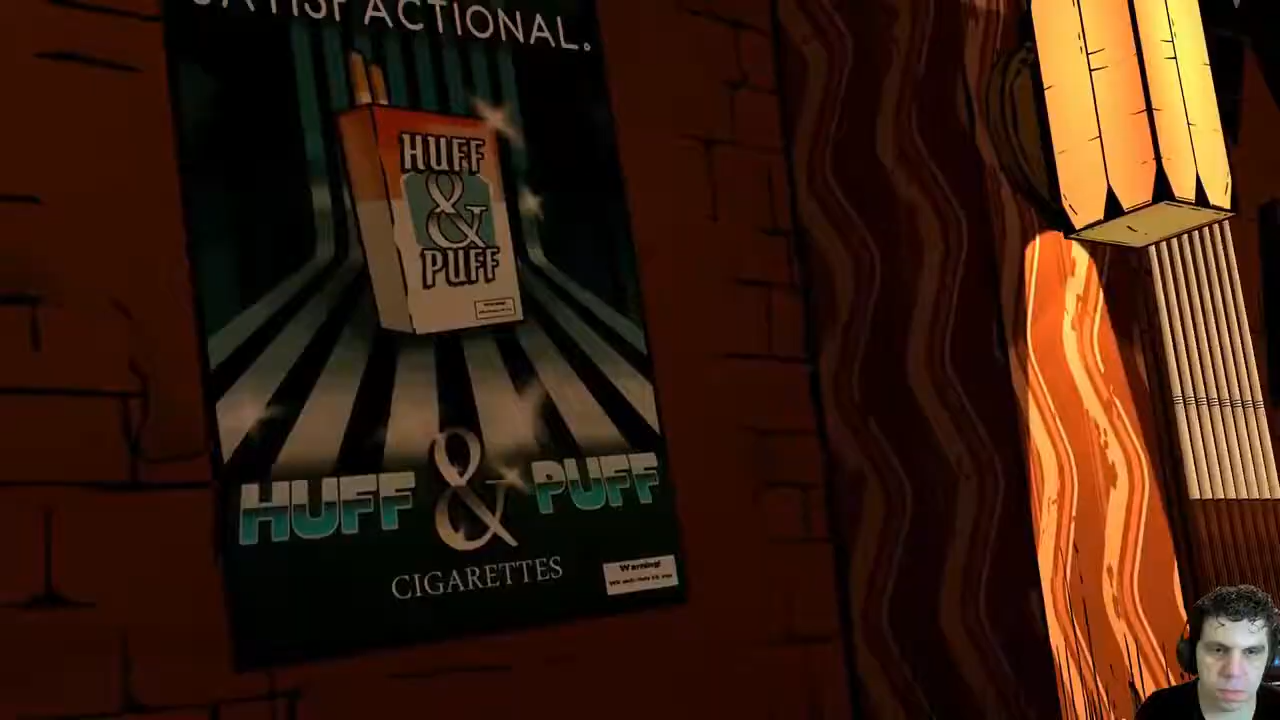 SATISFACTIONAL.
HUFF
&
PUFF
HUFF & PUFF
CIGARETTES
Warning!